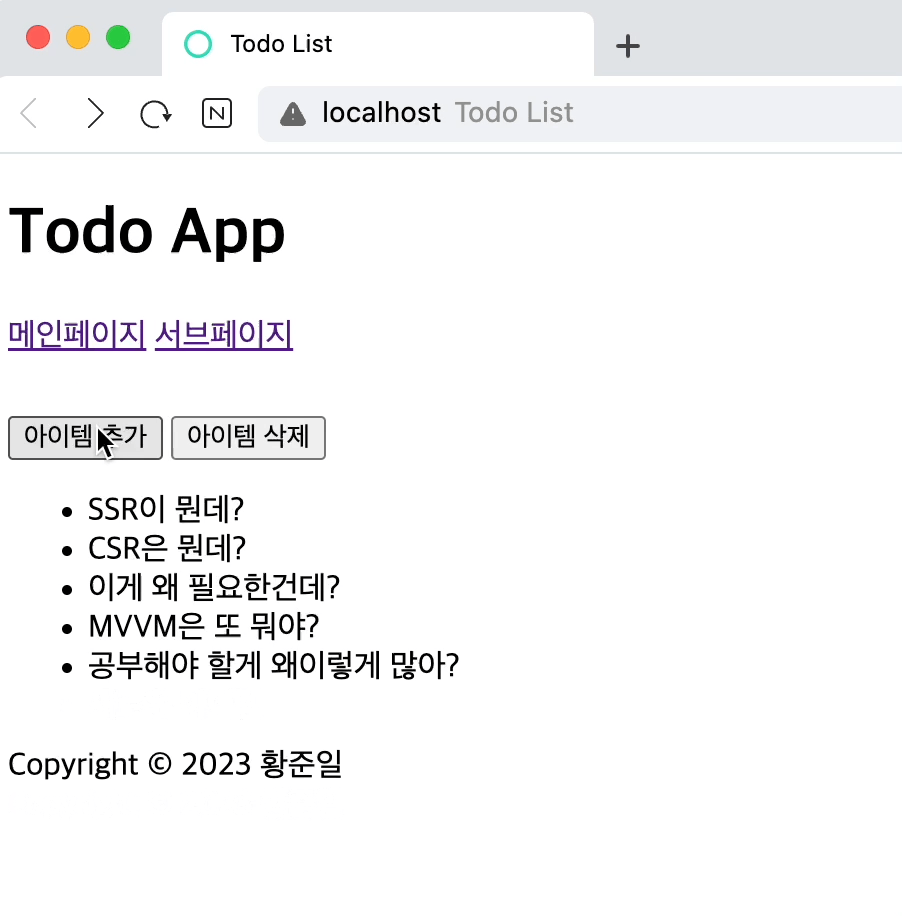 Todo List
localhost Todo List
Todo App
메인페이지 서브페이지
아이템 추가 아이템 삭제
SSR이 뭔데?
CSR은 뭔데?
이게 왜 필요한건데?
MVVM은 또 뭐야?
공부해야 할게 왜이렇게 많아?
Copyright © 2023 황준일